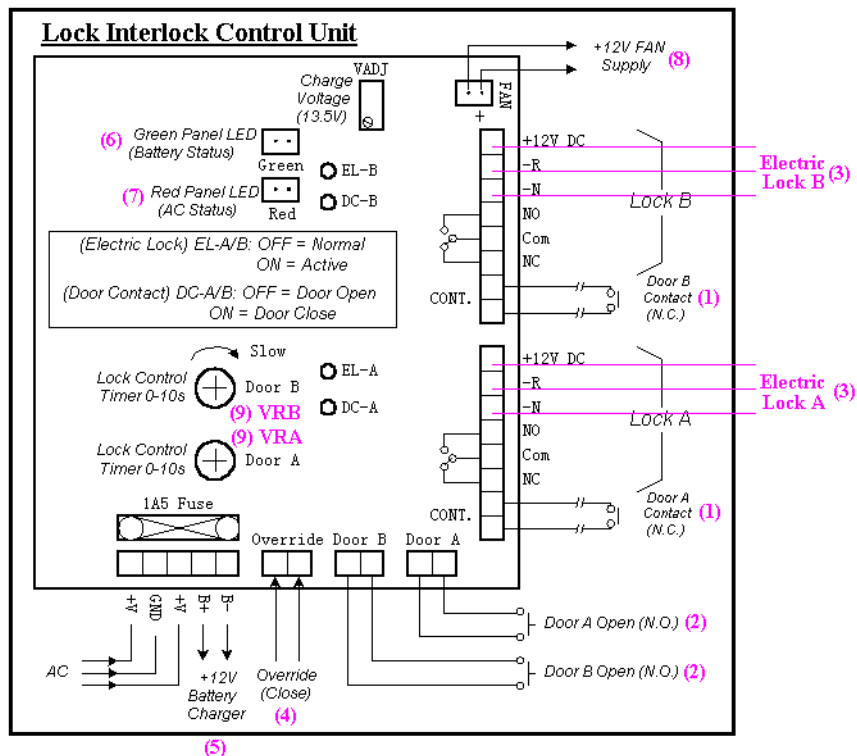 Lock Interlock Control Unit
VADJ
Charge
Voltage
(13.5V)
FAN
+
+12V FAN
Supply
(8)
(6)
Green Panel LED
(Battery Status)
Green
(7)
Red Panel LED
(AC Status)
Red
EL-B
DC-B
+12V DC
-R
-N
NO
Com
NC
CONT.
Electric
Lock B
(3)
Lock B
Door B
Contact
(N.C.)
(1)
(Electric Lock) EL-A/B: OFF = Normal
ON = Active
(Door Contact) DC-A/B: OFF = Door Open
ON = Door Close
Slow
Lock Control
Timer 0-10s
Door B
(9) VRB
(9) VRA
Lock Control
Timer 0-10s
Door A
EL-A
DC-A
+12V DC
-R
-N
NO
Com
NC
CONT.
Electric
Lock A
(3)
Lock A
Door A
Contact
(N.C.)
(1)
1A5 Fuse
Override
Door B
Door A
+V
GND
+V
B+
B-
AC
+12V
Battery
Charger
(5)
Override
(Close)
(4)
Door A Open (N.O.) (2)
Door B Open (N.O.) (2)